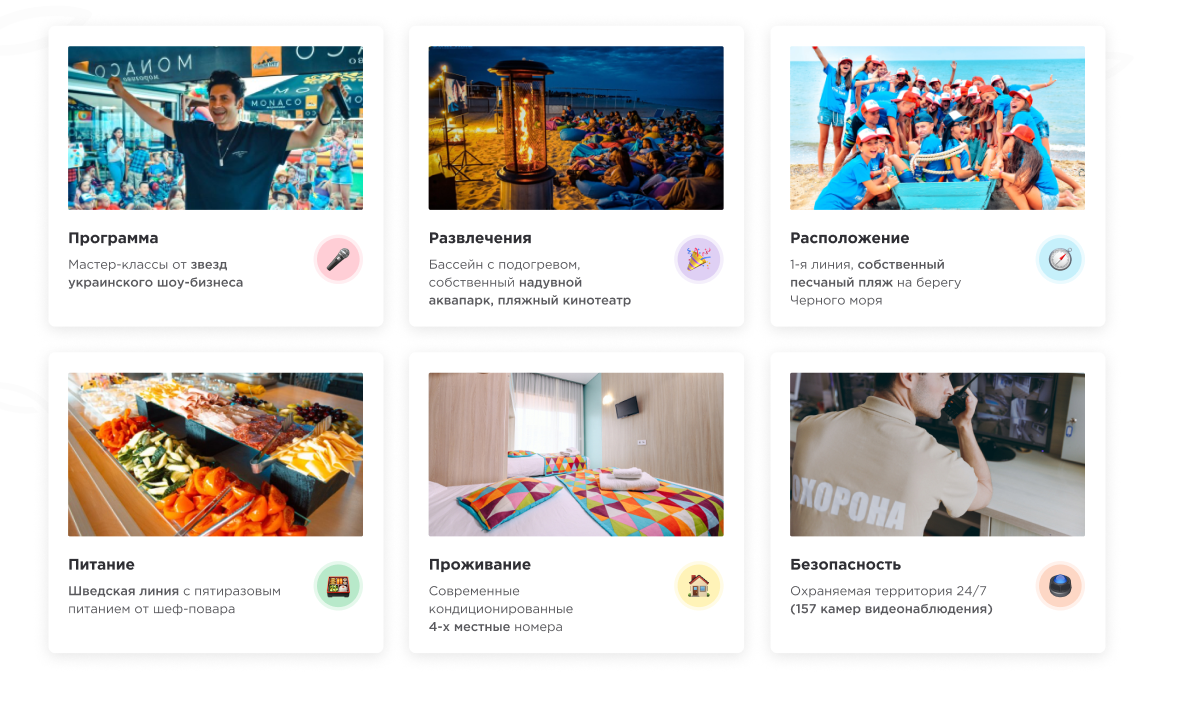 MONACO
MONACO
Программа
Мастер-классы от звезд
украинского шоу-бизнеса
Развлечения
Бассейн с подогревом,
собственный надувной
аквапарк, пляжный кинотеатр
Расположение
1-я линия, собственный
песчаный пляж на берегу
Черного моря
Питание
Шведская линия с пятиразовым
питанием от шеф-повара
Проживание
Современные
кондиционированные
4-х местные номера
ОХОРОНА
Безопасность
Охраняемая территория 24/7
(157 камер видеонаблюдения)